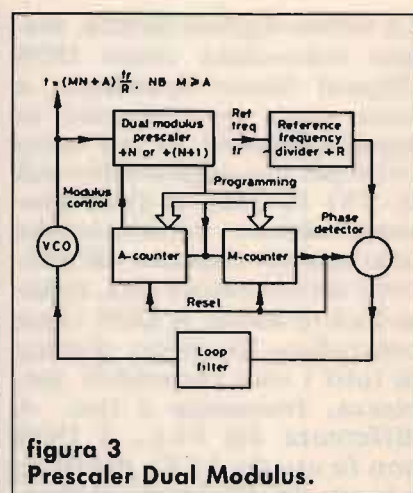 f = (MN + A) fr/R, NB M ⩾ A
Dual modulus
prescaler
÷N or ÷(N+1)
Ref
freq
fr
Reference
frequency
divider ÷R
Modulus
control
Programming
Phase
detector
VCO
A-counter
M-counter
Reset
Loop
filter
figura 3
Prescaler Dual Modulus.